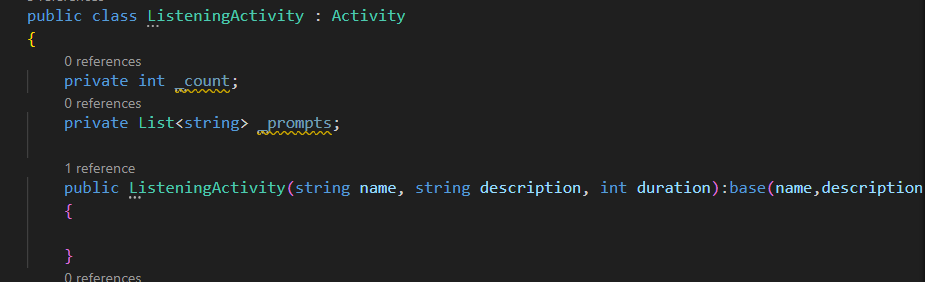 public class ListeningActivity : Activity
{
0 references
private int _count;
0 references
private List<string> _prompts;
1 reference
public ListeningActivity(string name, string description, int duration):base(name,description
{
}
0 references